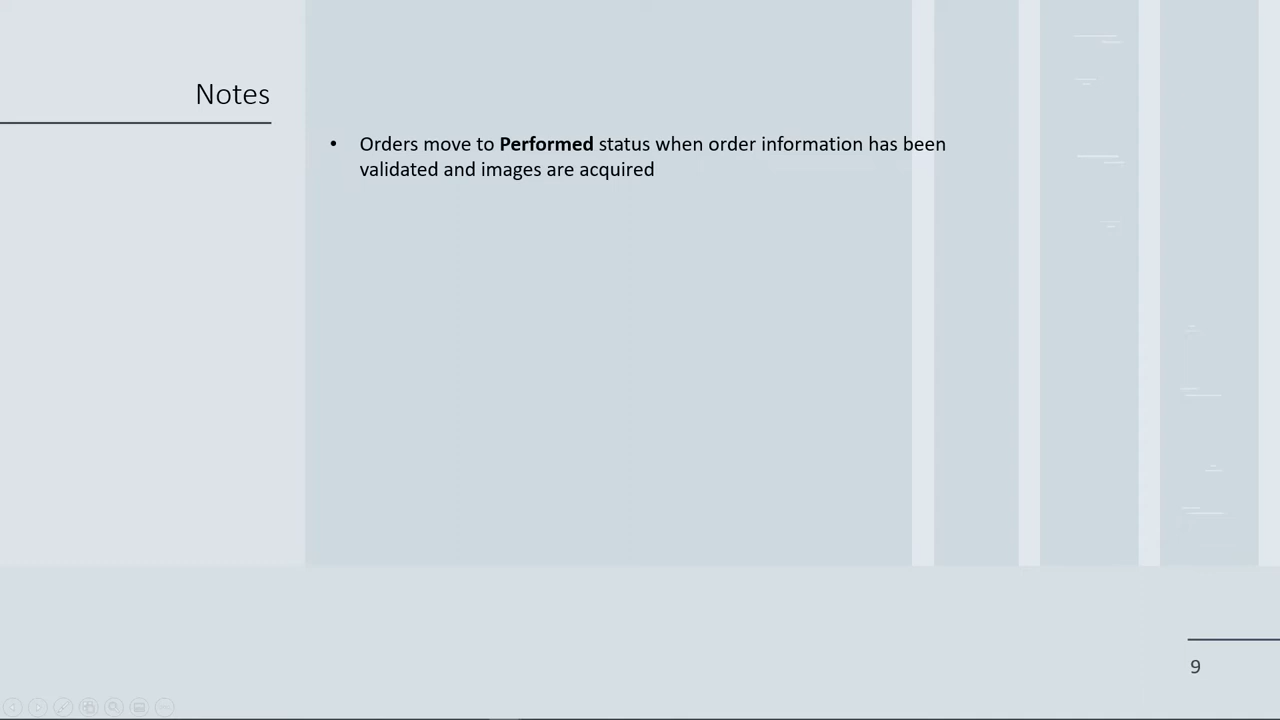 Notes
• Orders move to Performed status when order information has been
validated and images are acquired
9